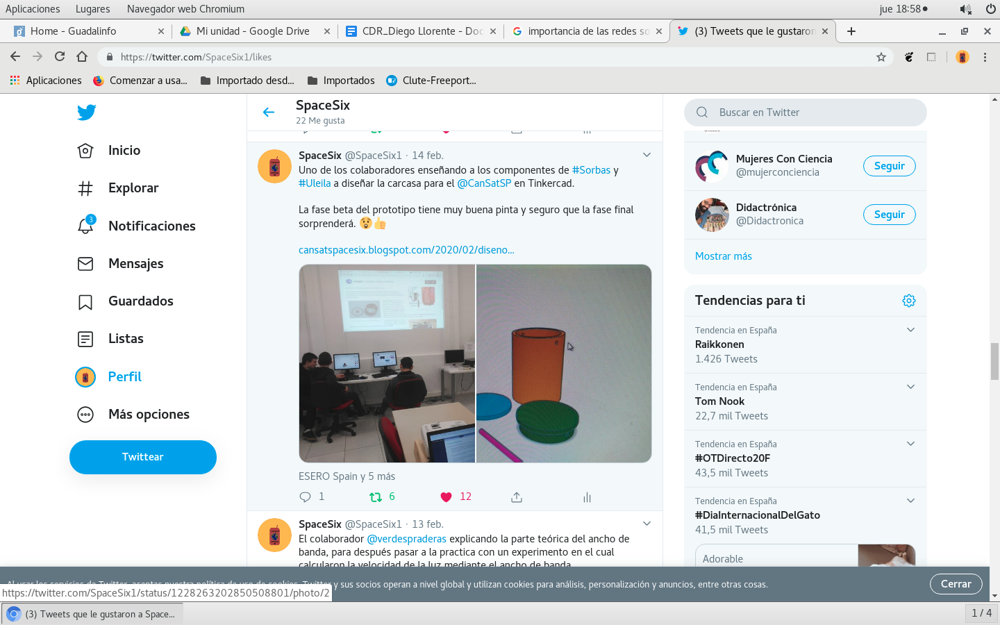 Aplicaciones Lugares Navegador web Chromium jue 18:58
Home - Guadalinfo Mi unidad - Google Drive CDR_Diego Llorente - Doc importancia de las redes so (3) Tweets que le gustaron
https://twitter.com/SpaceSix1/likes
Aplicaciones Comenzar a usa... Importado desd... Importados Clute-Freeport...
Inicio
Explorar
3
Notificaciones
Mensajes
Guardados
Listas
Perfil
Más opciones
Twittear
SpaceSix
22 Me gusta
SpaceSix @SpaceSix1 · 14 feb.
Uno de los colaboradores enseñando a los componentes de #Sorbas y
#Uleila a diseñar la carcasa para el @CanSatSP en Tinkercad.
La fase beta del prototipo tiene muy buena pinta y seguro que la fase final
sorprenderá. 😲👍
cansatspacesix.blogspot.com/2020/02/diseno...
ESERO Spain y 5 más
1 6 12
SpaceSix @SpaceSix1 · 13 feb.
El colaborador @verdespraderas explicando la parte teórica del ancho de
banda, para después pasar a la practica con un experimento en el cual
calcularon la velocidad de la luz mediante el ancho de banda
Buscar en Twitter
Mujeres Con Ciencia
@mujerconciencia
Seguir
Didactrónica
@Didactronica
Seguir
Mostrar más
Tendencias para ti
Tendencia en España
Raikkonen
1.426 Tweets
Tendencia en España
Tom Nook
22,7 mil Tweets
Tendencia en España
#OTDirecto20F
43,5 mil Tweets
Tendencia en España
#DiaInternacionalDelGato
41,5 mil Tweets
Adorable
Al usar los servicios de Twitter, aceptas nuestra política de uso de cookies. Twitter y sus socios operan a nivel global y utilizan cookies para análisis, personalización y anuncios, entre otras cosas.
Cerrar
https://twitter.com/SpaceSix1/status/1228263202850508801/photo/2
(3) Tweets que le gustaron a Space... 1 / 4